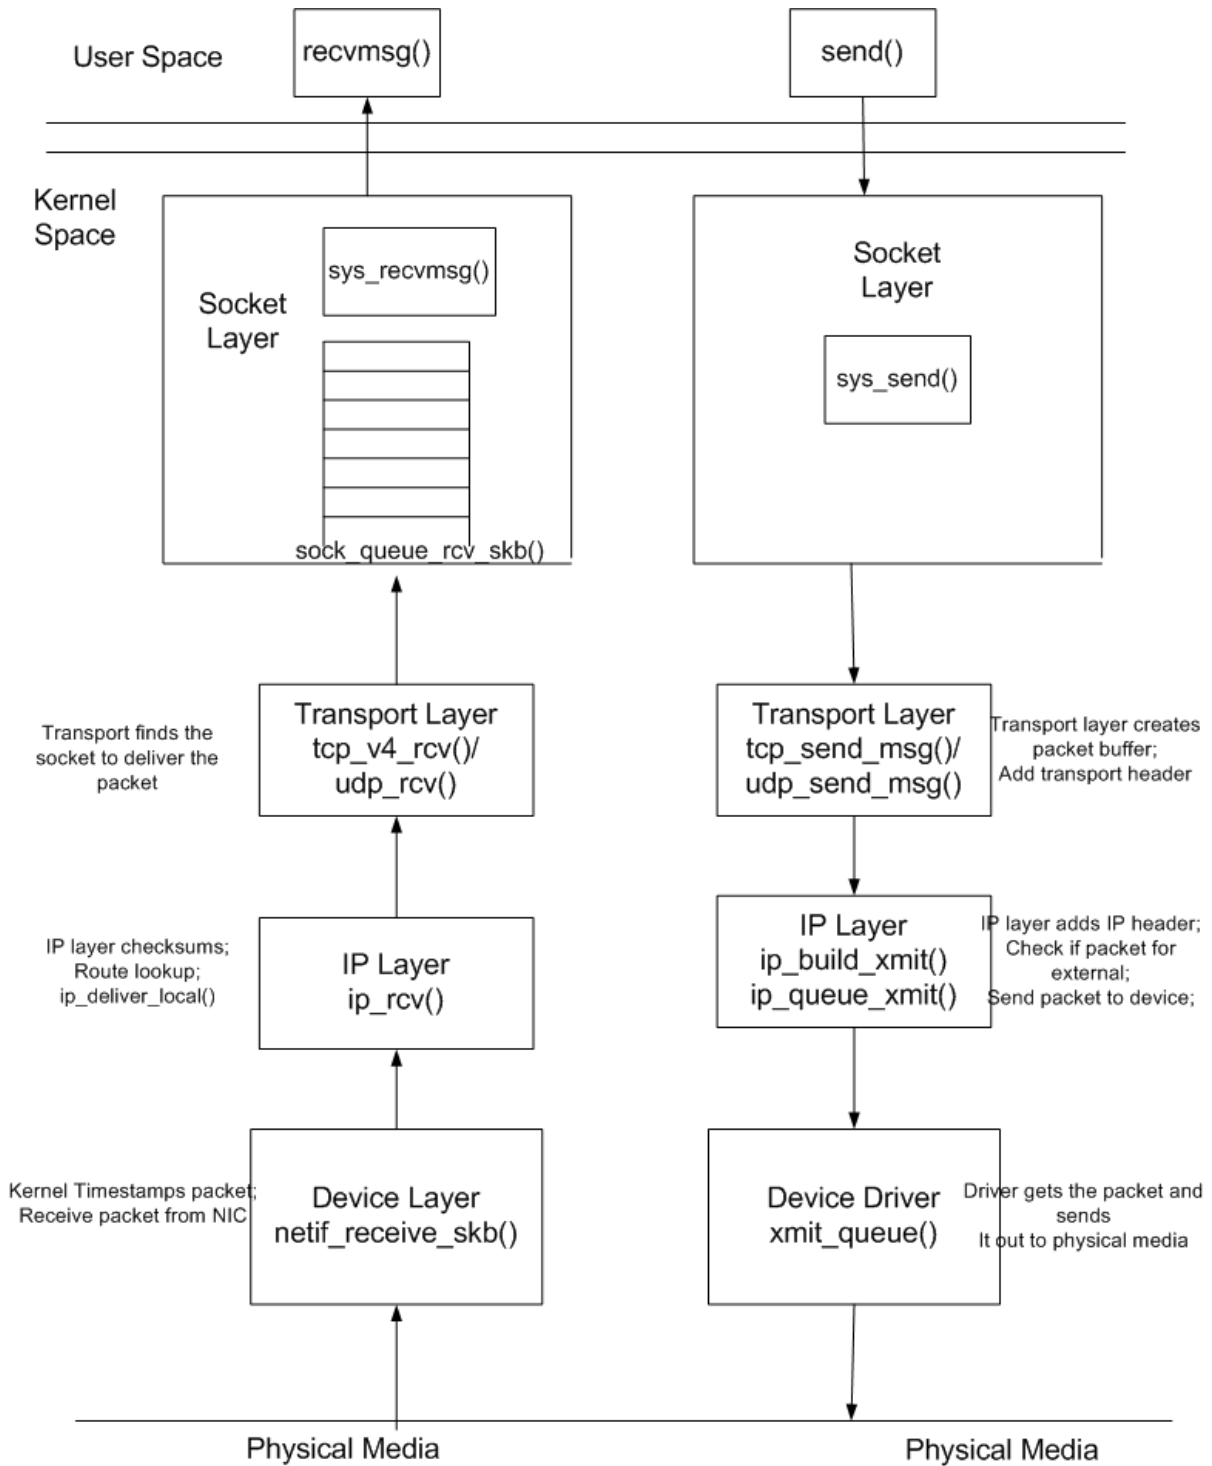 User Space
recvmsg()
send()
Kernel
Space
sys_recvmsg()
Socket
Layer
sock_queue_rcv_skb()
Socket
Layer
sys_send()
Transport finds the
socket to deliver the
packet
Transport Layer
tcp_v4_rcv()/
udp_rcv()
Transport Layer
tcp_send_msg()/
udp_send_msg()
Transport layer creates
packet buffer;
Add transport header
IP layer checksums;
Route lookup;
ip_deliver_local()
IP Layer
ip_rcv()
IP Layer
ip_build_xmit()
ip_queue_xmit()
IP layer adds IP header;
Check if packet for
external;
Send packet to device;
Kernel Timestamps packet;
Receive packet from NIC
Device Layer
netif_receive_skb()
Device Driver
xmit_queue()
Driver gets the packet and
sends
It out to physical media
Physical Media
Physical Media